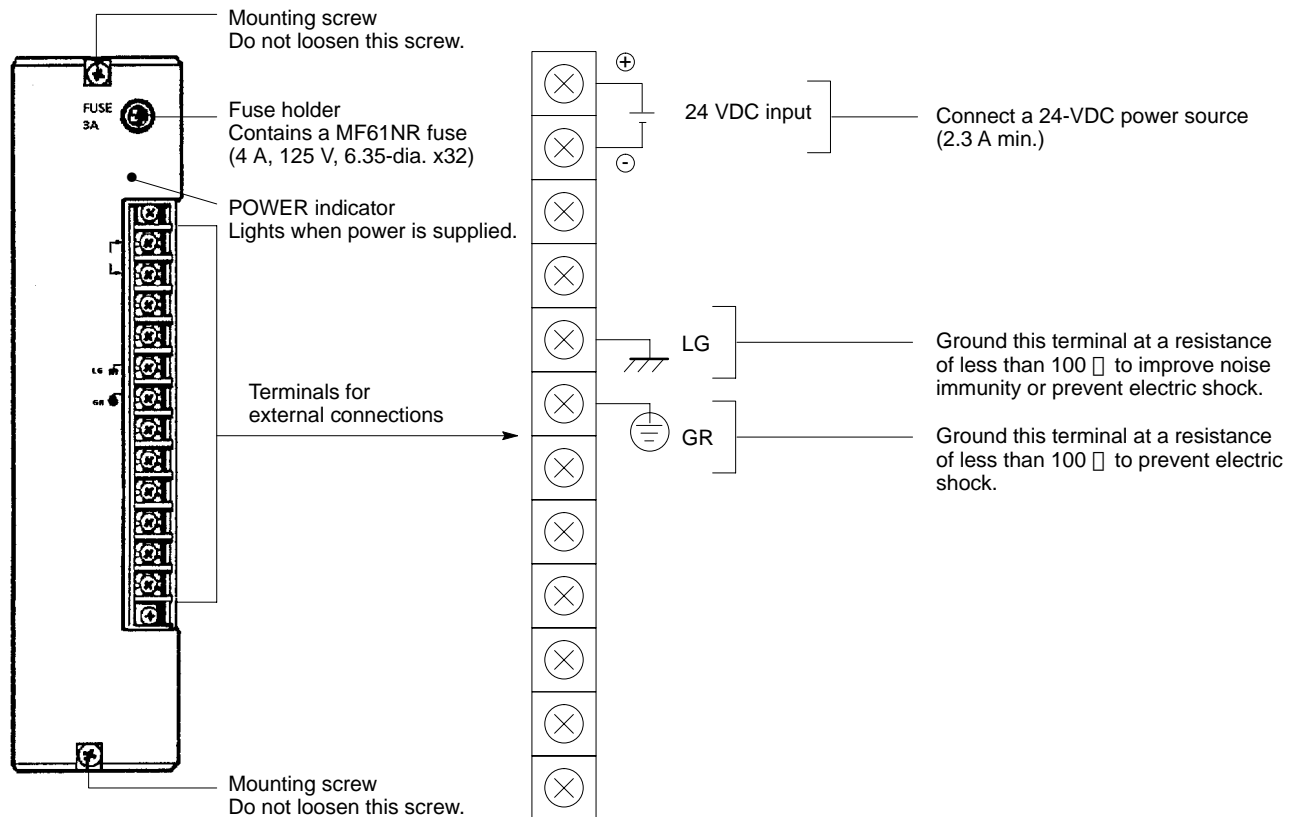 Mounting screw
Do not loosen this screw.
FUSE
3A
Fuse holder
Contains a MF61NR fuse
(4 A, 125 V, 6.35-dia. x32)
POWER indicator
Lights when power is supplied.
LG
GR
Terminals for
external connections
Mounting screw
Do not loosen this screw.
+
-
24 VDC input
Connect a 24-VDC power source
(2.3 A min.)
LG
Ground this terminal at a resistance
of less than 100 ▯ to improve noise
immunity or prevent electric shock.
GR
Ground this terminal at a resistance
of less than 100 ▯ to prevent electric
shock.